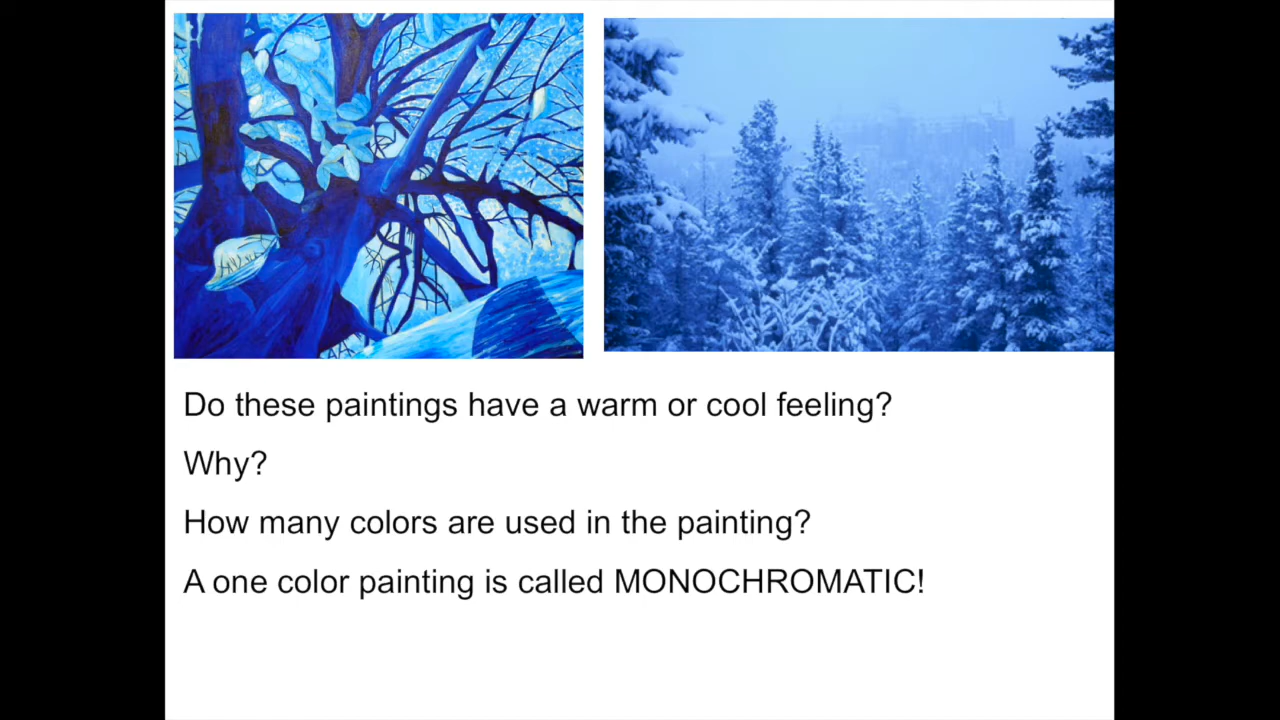 Do these paintings have a warm or cool feeling?
Why?
How many colors are used in the painting?
A one color painting is called MONOCHROMATIC!